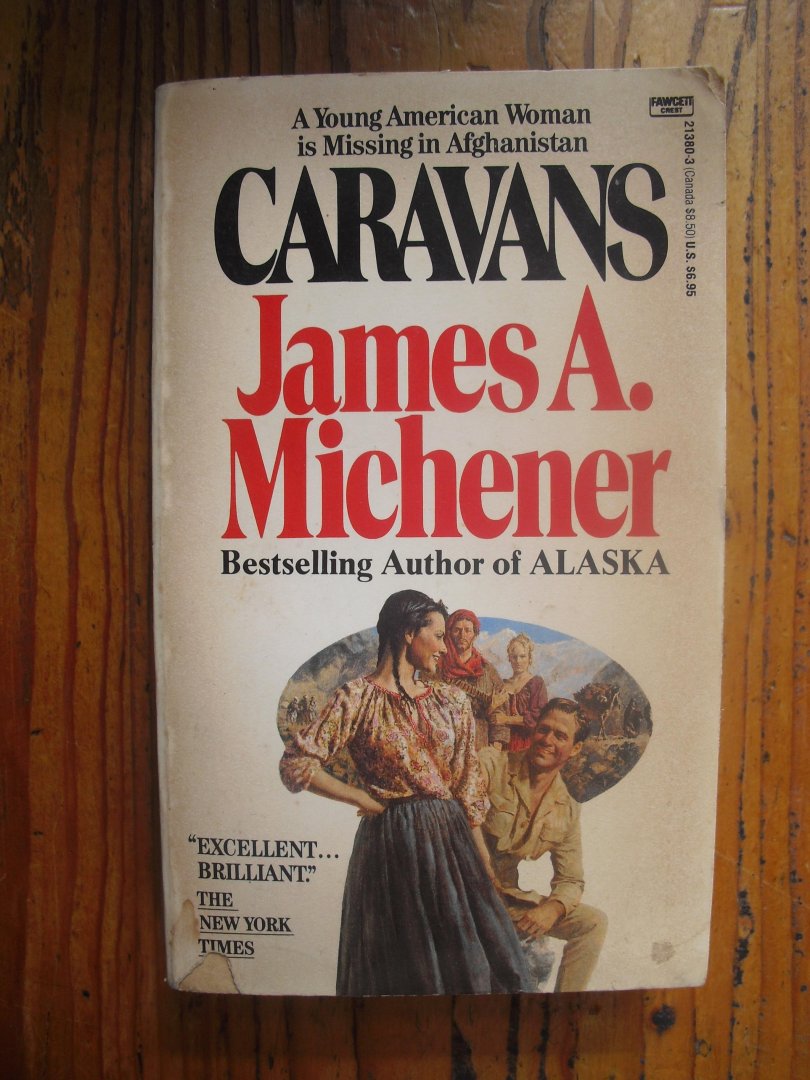 A Young American Woman
is Missing in Afghanistan
FAWCETT
CREST
21380-3 (Canada $8.50) U.S. $6.95
CARAVANS
James A.
Michener
Bestselling Author of ALASKA
"EXCELLENT...
BRILLIANT."
THE
NEW YORK
TIMES